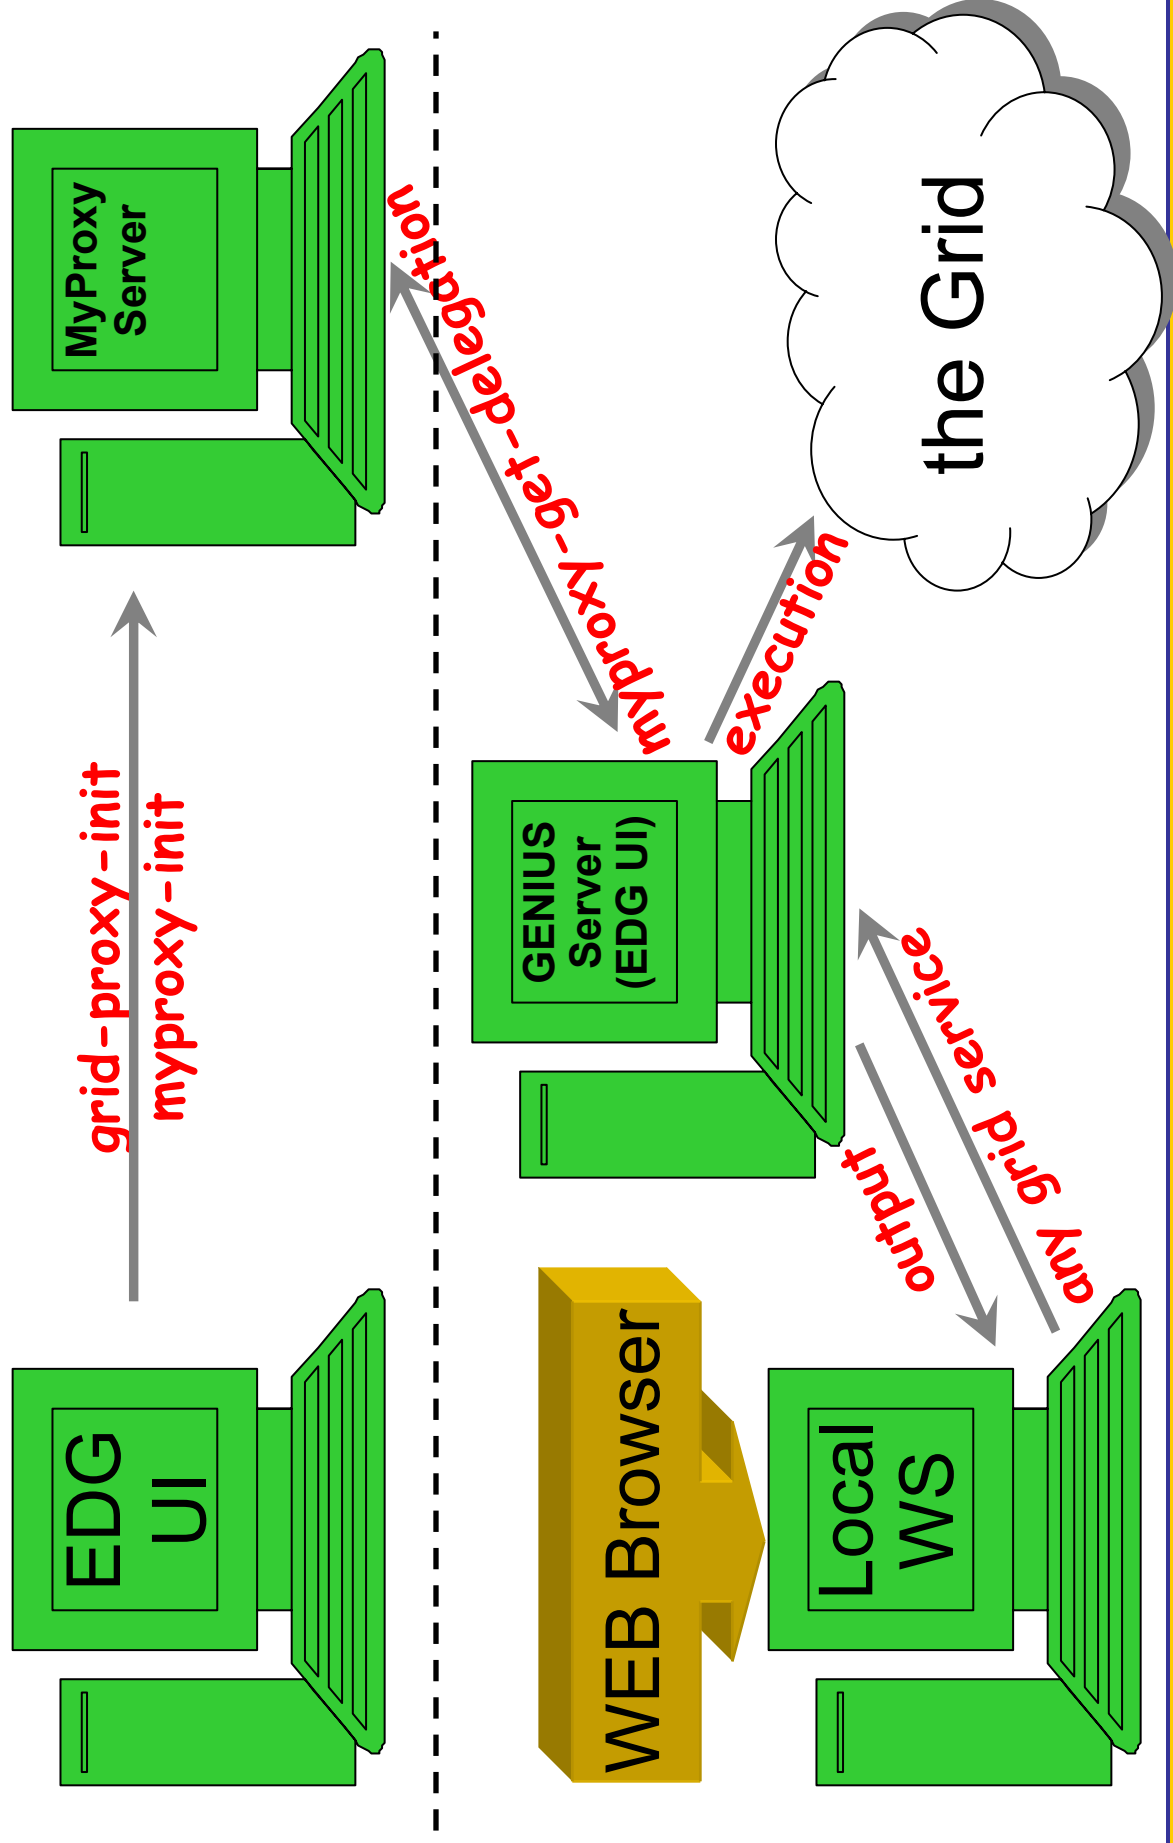 EDG
UI
grid-proxy-init
myproxy-init
MyProxy
Server
myproxy-get-delegation
WEB Browser
GENIUS
Server
(EDG UI)
execution
the Grid
output
any grid service
Local
WS